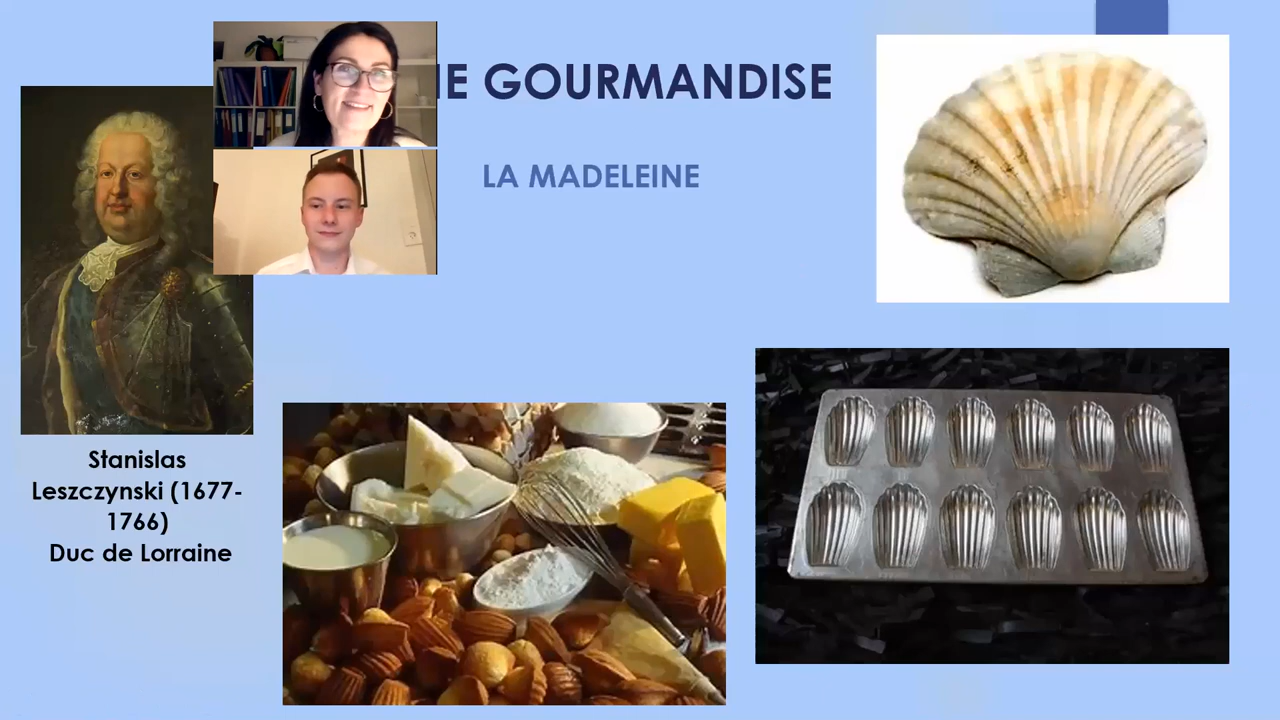 GOURMANDISE
LA MADELEINE
Stanislas
Leszczynski (1677-
1766)
Duc de Lorraine